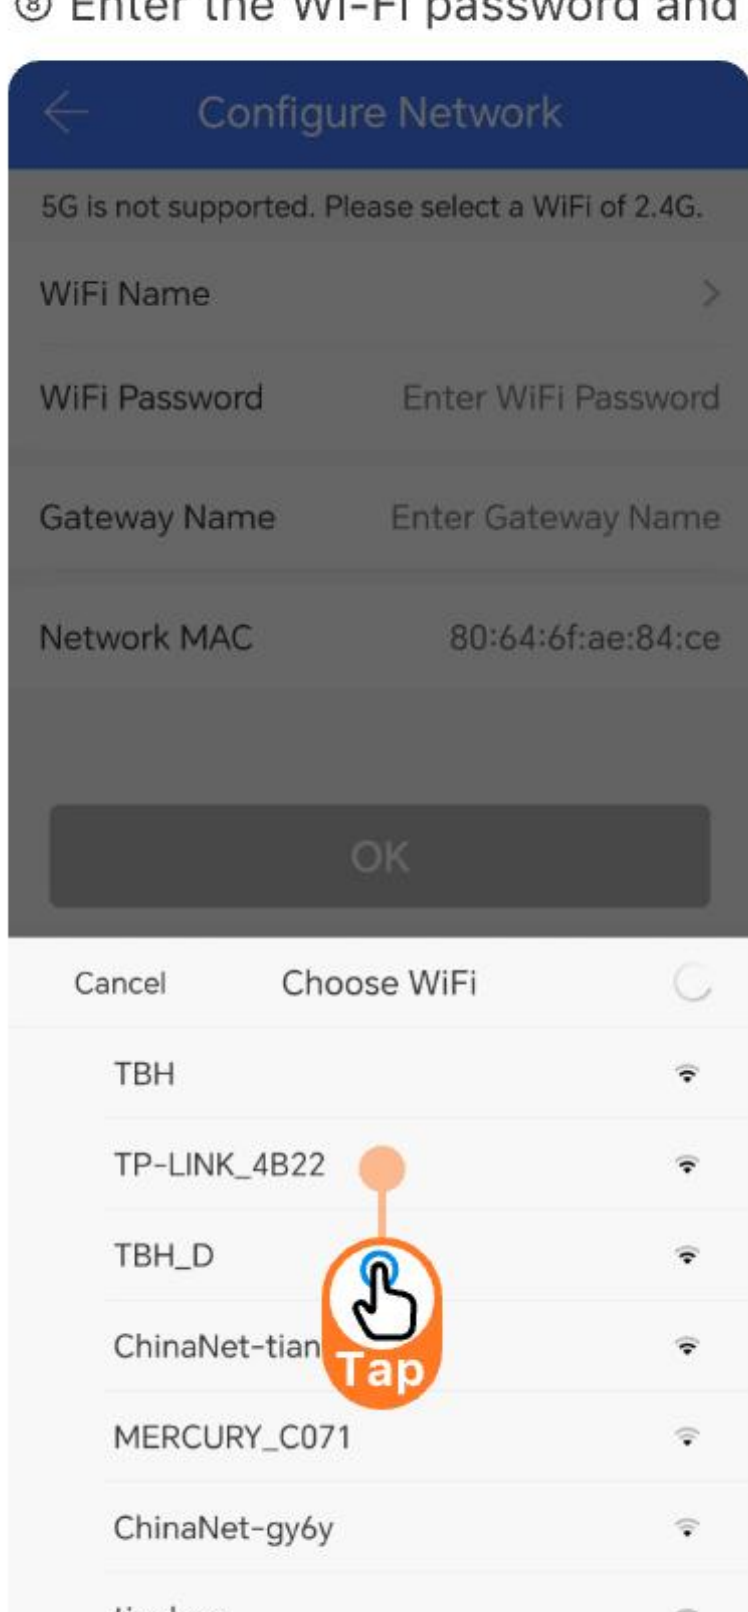 ⑧ Enter the Wi-Fi password and
Configure Network
5G is not supported. Please select a WiFi of 2.4G.
WiFi Name
WiFi Password Enter WiFi Password
Gateway Name Enter Gateway Name
Network MAC 80:64:6f:ae:84:ce
OK
Cancel Choose WiFi
TBH
TP-LINK_4B22
TBH_D
ChinaNet-tian
Tap
MERCURY_C071
ChinaNet-gy6y